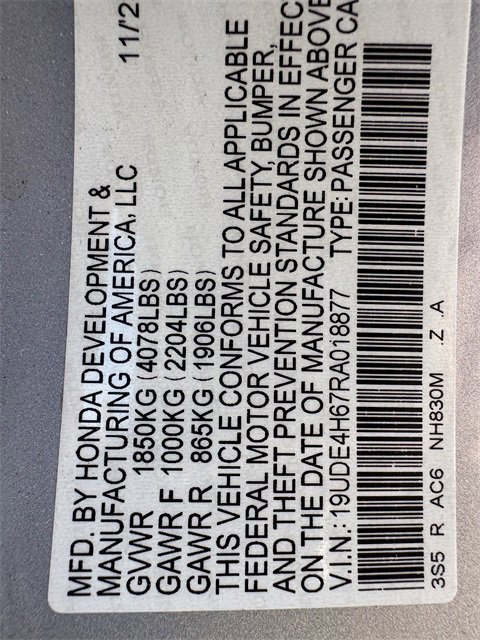 MFD. BY HONDA DEVELOPMENT &
MANUFACTURING OF AMERICA, LLC 11/'2
GVWR 1850KG (4078LBS)
GAWR F 1000KG (2204LBS)
GAWR R 865KG (1906LBS)
THIS VEHICLE CONFORMS TO ALL APPLICABLE
FEDERAL MOTOR VEHICLE SAFETY, BUMPER,
AND THEFT PREVENTION STANDARDS IN EFFEC
ON THE DATE OF MANUFACTURE SHOWN ABOVE
V.I.N.: 19UDE4H67RA018877 TYPE: PASSENGER CA
3S5 R AC6 NH830M .Z .A